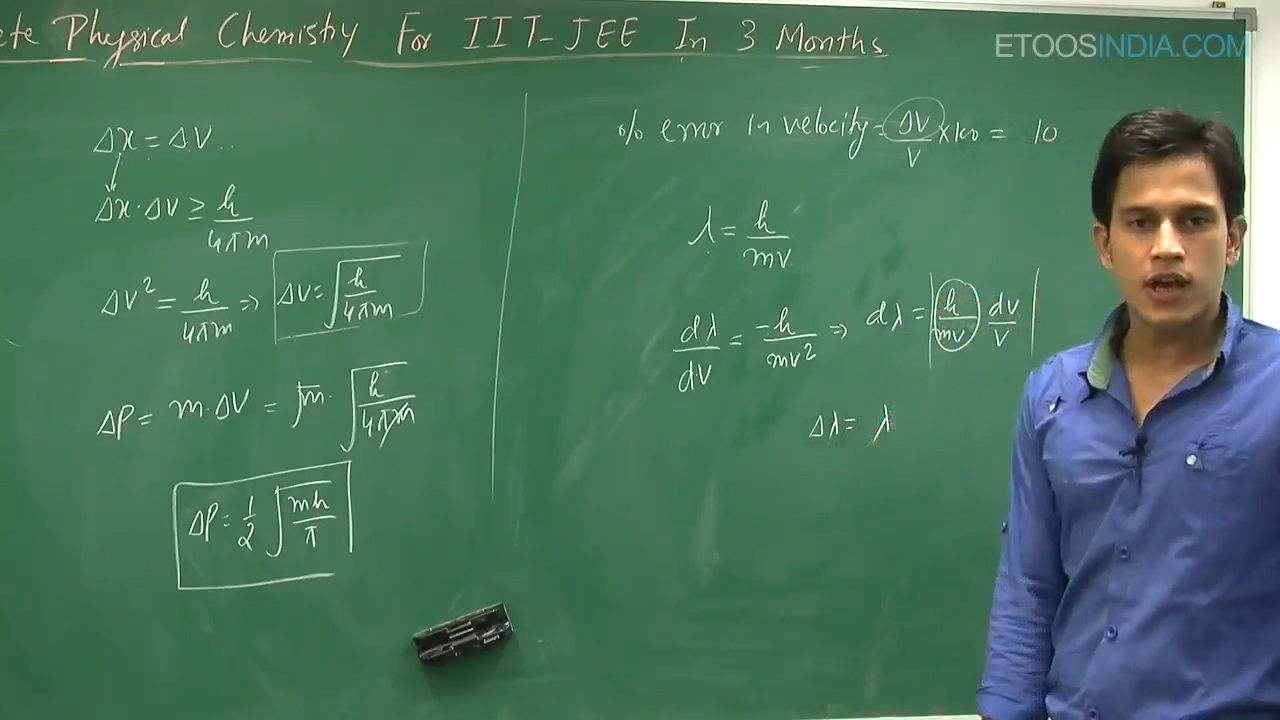 ete Physical Chemistry For IIT-JEE In 3 Months
ETOOSINDIA.COM
Δx = ΔV
Δx · Δv ≥ h/4πm
ΔV² = h/4πm ⇒ ΔV = √(h/4πm)
ΔP = m · ΔV = √m · √(h/4πm)
ΔP = 1/2 √(mh/π)
% error in velocity = ΔV/V × 100 = 10
λ = h/mv
dλ/dv = -h/mv² ⇒ dλ = |h/mv dv/v|
Δλ = λ